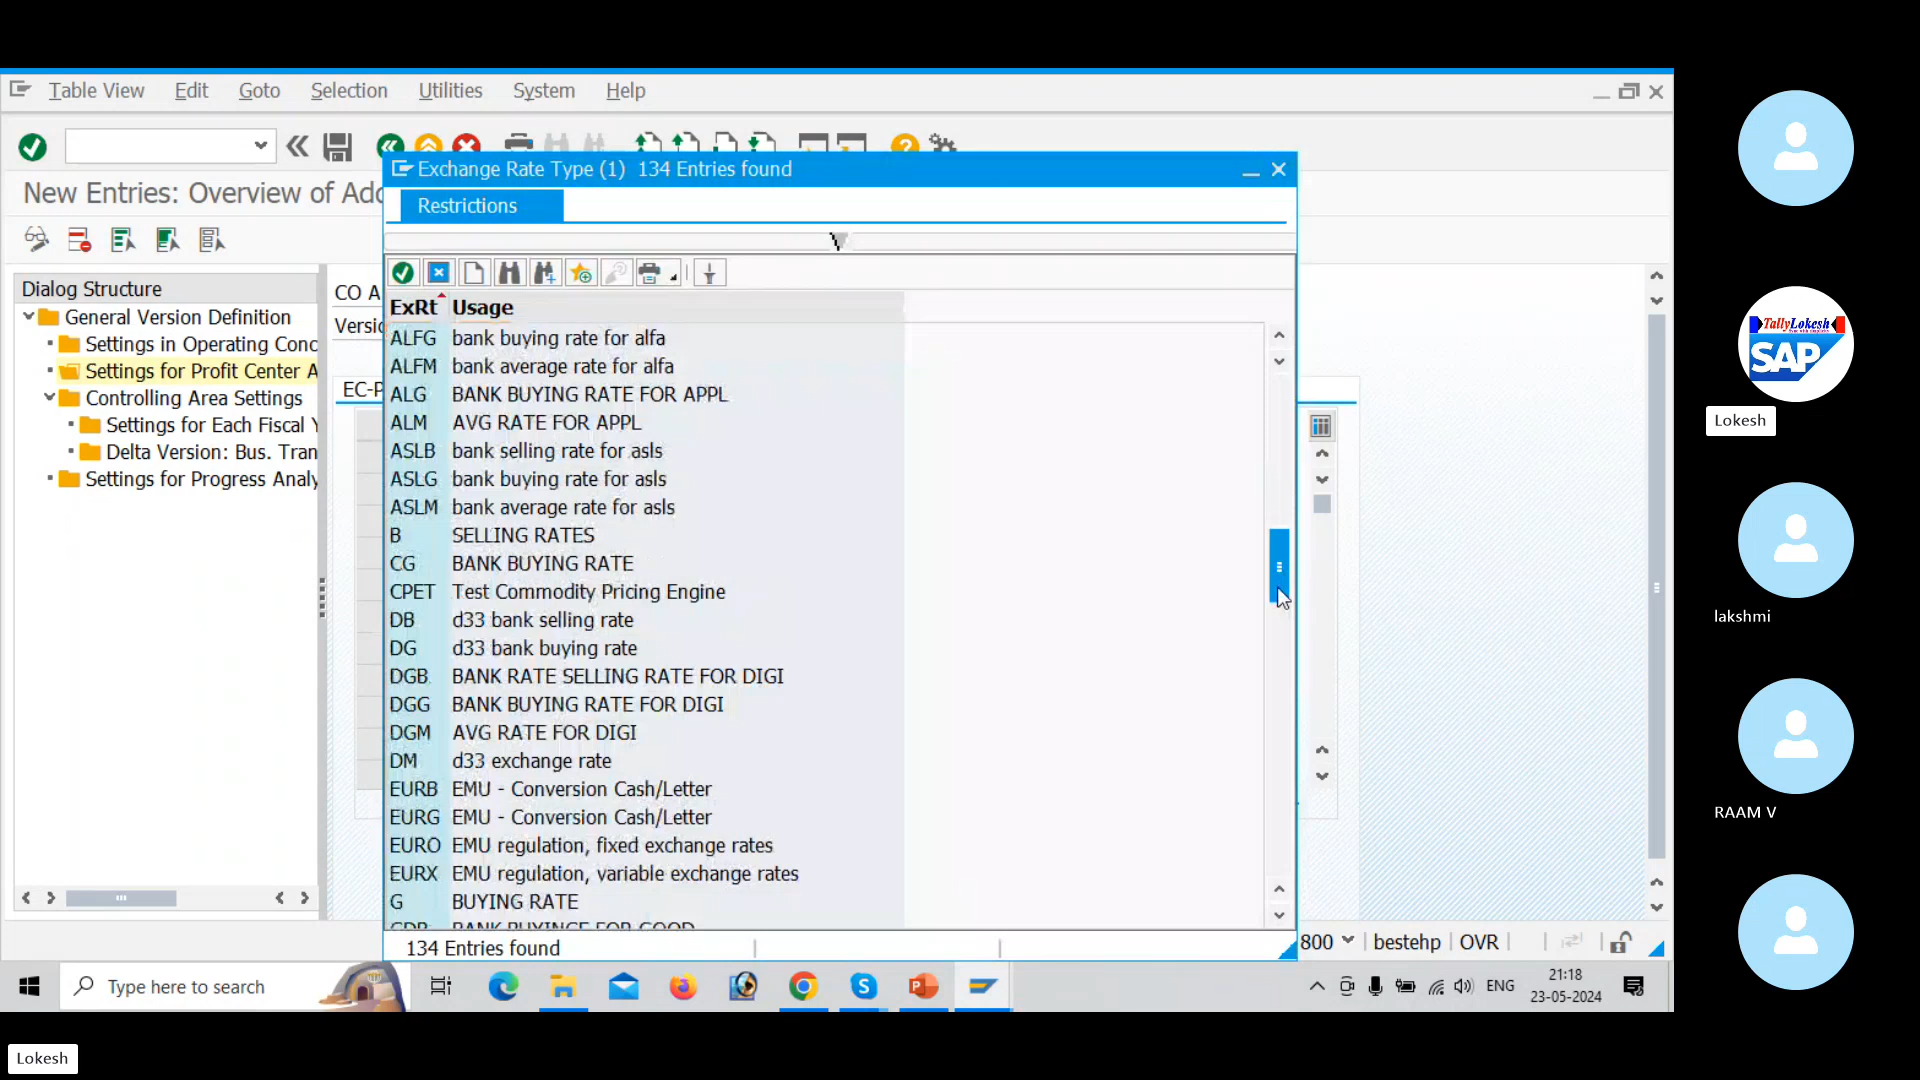 Table View Edit Goto Selection Utilities System Help
New Entries: Overview of Add
Exchange Rate Type (1) 134 Entries found
Restrictions
Dialog Structure
General Version Definition
Settings in Operating Conc
Settings for Profit Center A
Controlling Area Settings
Settings for Each Fiscal Y
Delta Version: Bus. Tran
Settings for Progress Analy
CO A
Versio
EC-P
ExRt Usage
ALFG bank buying rate for alfa
ALFM bank average rate for alfa
ALG BANK BUYING RATE FOR APPL
ALM AVG RATE FOR APPL
ASLB bank selling rate for asls
ASLG bank buying rate for asls
ASLM bank average rate for asls
B SELLING RATES
CG BANK BUYING RATE
CPET Test Commodity Pricing Engine
DB d33 bank selling rate
DG d33 bank buying rate
DGB BANK RATE SELLING RATE FOR DIGI
DGG BANK BUYING RATE FOR DIGI
DGM AVG RATE FOR DIGI
DM d33 exchange rate
EURB EMU - Conversion Cash/Letter
EURG EMU - Conversion Cash/Letter
EURO EMU regulation, fixed exchange rates
EURX EMU regulation, variable exchange rates
G BUYING RATE
134 Entries found
800 bestehp OVR
Type here to search
ENG
21:18
23-05-2024
TallyLokesh
SAP
Lokesh
lakshmi
RAAM V
Lokesh